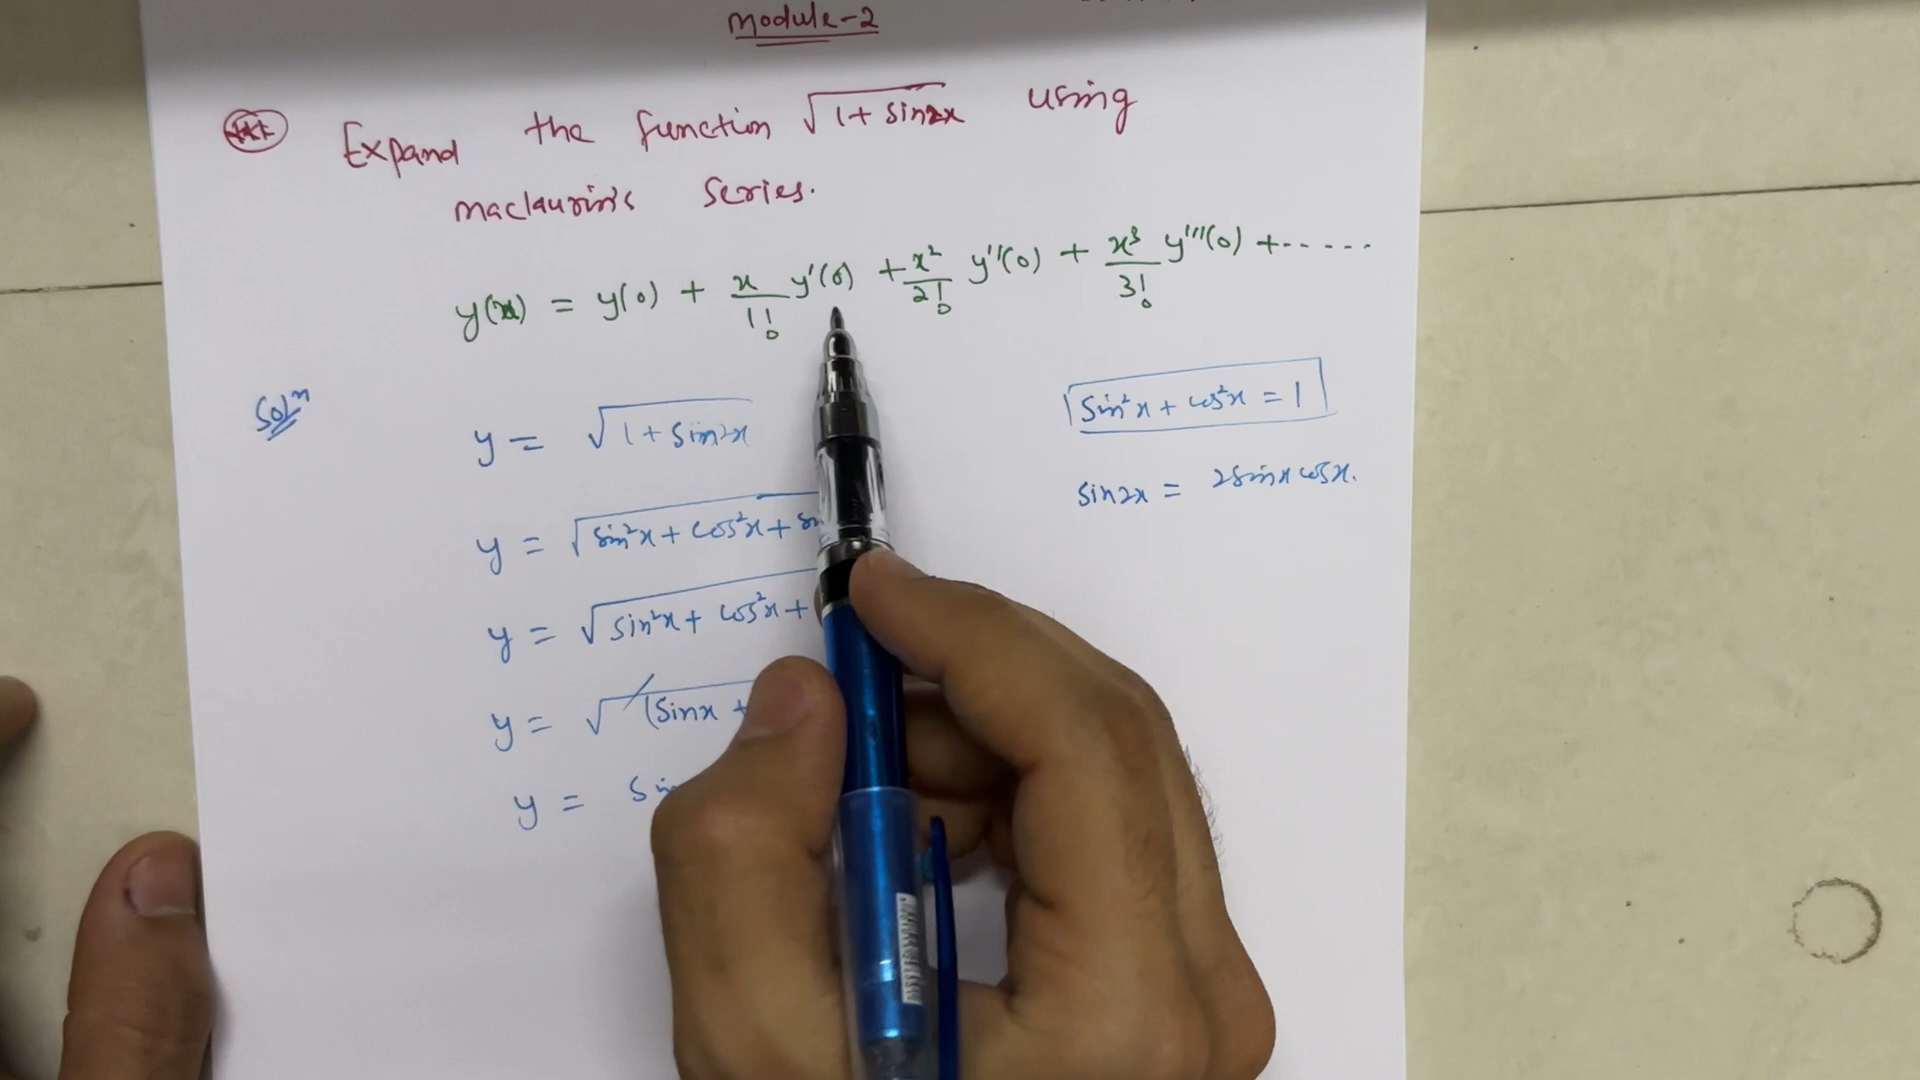 Module-2
*** Expand the function √1+sin2x using
maclaurin's series.
y(x) = y(0) + x/1! y'(0) + x²/2! y''(0) + x³/3! y'''(0) + ......
Solⁿ
y = √1+sin2x
sin²x + cos²x = 1
sin2x = 2sinx cosx.
y = √sin²x + cos²x +
y = √sin²x + cos²x +
y = √(sinx +
y =